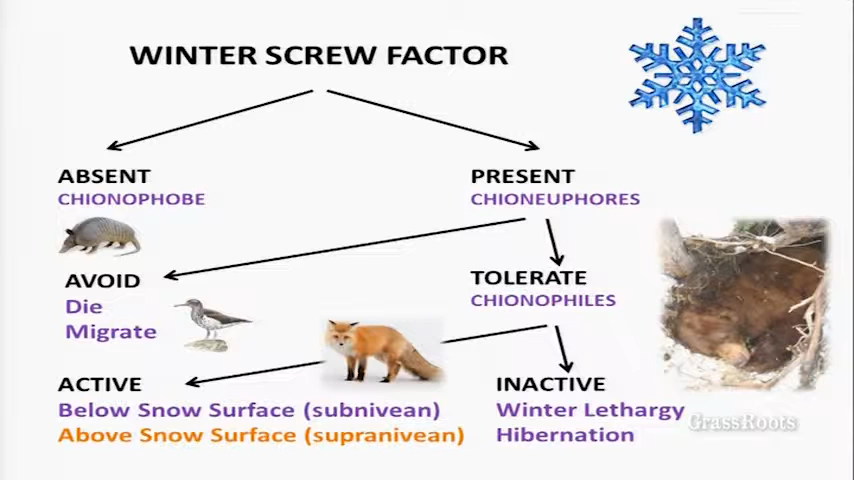 WINTER SCREW FACTOR
ABSENT
CHIONOPHOBE
PRESENT
CHIONEUPHORES
AVOID
Die
Migrate
TOLERATE
CHIONOPHILES
ACTIVE
Below Snow Surface (subnivean)
Above Snow Surface (supranivean)
INACTIVE
Winter Lethargy
Hibernation
GrassRoots